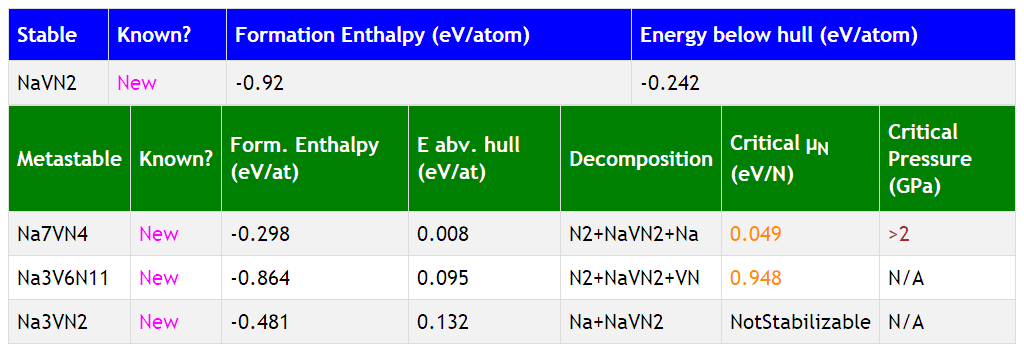 Stable Known? Formation Enthalpy (eV/atom) Energy below hull (eV/atom)
NaVN2 New -0.92 -0.242
Metastable Known? Form. Enthalpy (eV/at) E abv. hull (eV/at) Decomposition Critical μN (eV/N) Critical Pressure (GPa)
Na7VN4 New -0.298 0.008 N2+NaVN2+Na 0.049 >2
Na3V6N11 New -0.864 0.095 N2+NaVN2+VN 0.948 N/A
Na3VN2 New -0.481 0.132 Na+NaVN2 NotStabilizable N/A